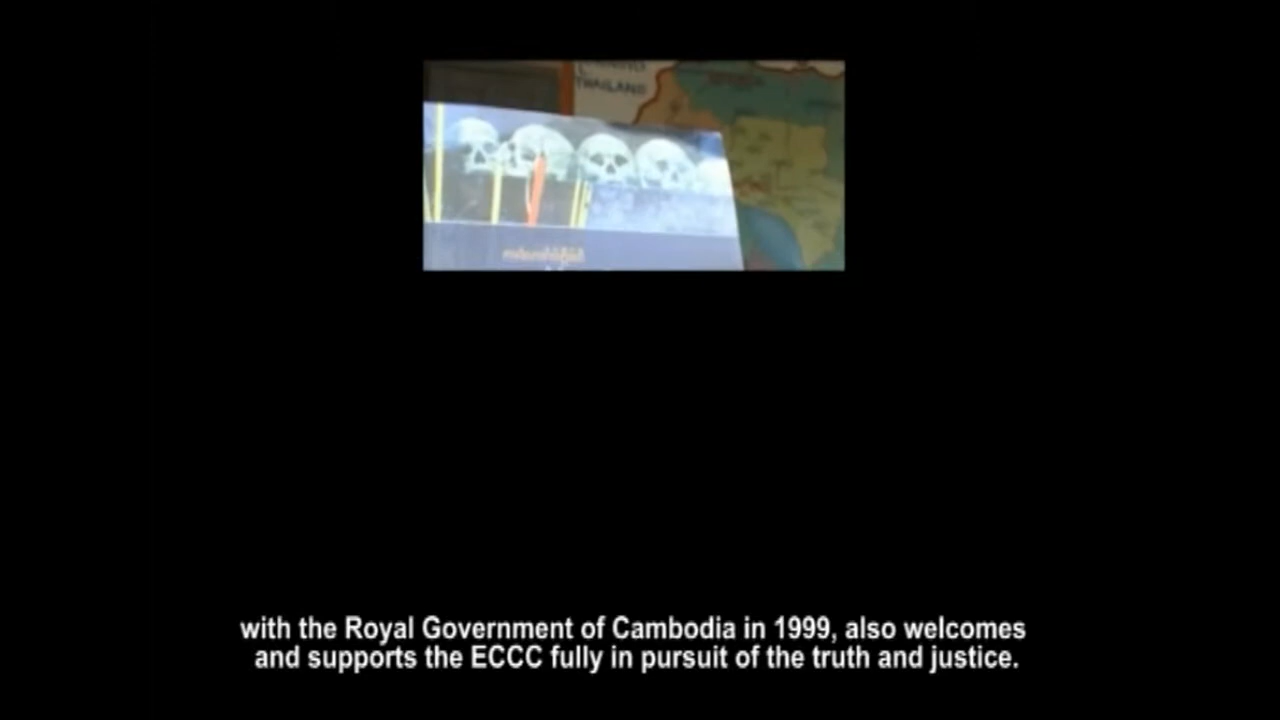 THAILAND
with the Royal Government of Cambodia in 1999, also welcomes
and supports the ECCC fully in pursuit of the truth and justice.